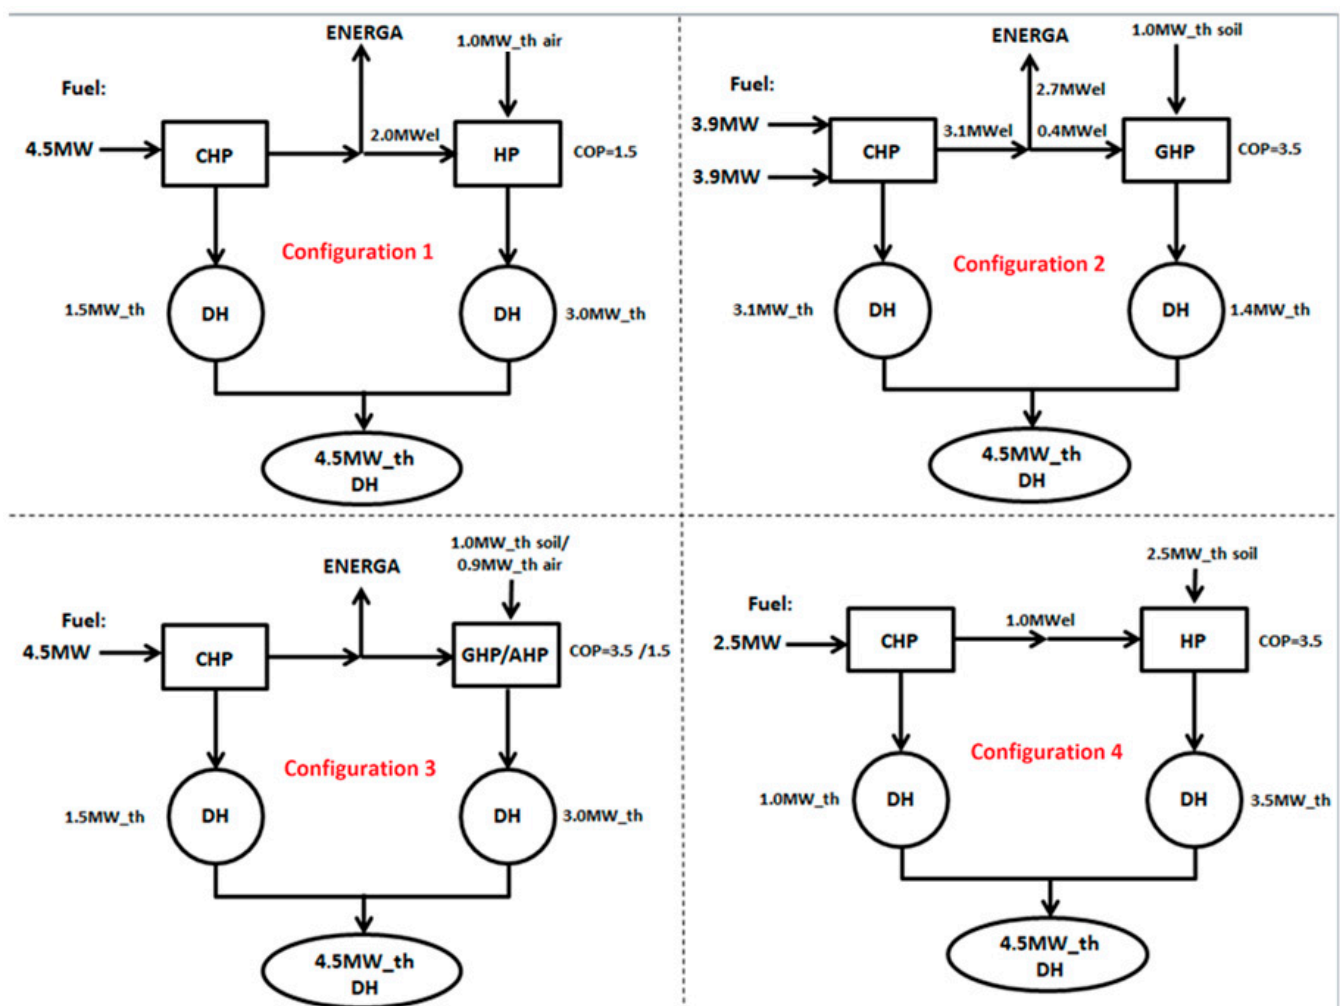 ENERGA
1.0MW_th air
Fuel:
4.5MW
CHP
2.0MWel
HP
COP=1.5
Configuration 1
1.5MW_th
DH
DH
3.0MW_th
4.5MW_th
DH
ENERGA
1.0MW_th soil
Fuel:
2.7MWel
3.9MW
3.9MW
CHP
3.1MWel
0.4MWel
GHP
COP=3.5
Configuration 2
3.1MW_th
DH
DH
1.4MW_th
4.5MW_th
DH
1.0MW_th soil/
0.9MW_th air
ENERGA
Fuel:
4.5MW
CHP
GHP/AHP
COP=3.5 /1.5
Configuration 3
1.5MW_th
DH
DH
3.0MW_th
4.5MW_th
DH
2.5MW_th soil
Fuel:
2.5MW
CHP
1.0MWel
HP
COP=3.5
Configuration 4
1.0MW_th
DH
DH
3.5MW_th
4.5MW_th
DH